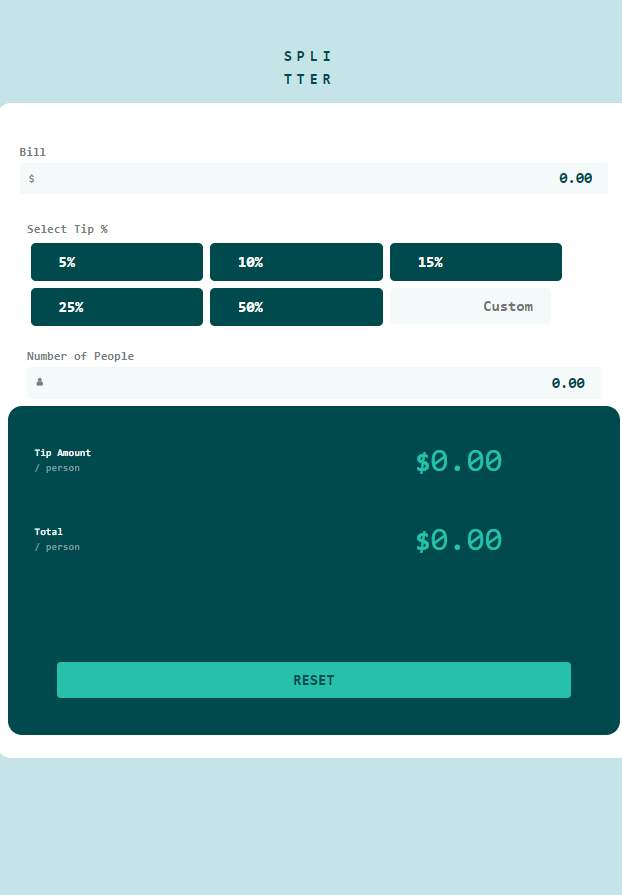 SPLI
TTER
Bill
$ 0.00
Select Tip %
5% 10% 15%
25% 50% Custom
Number of People
0.00
Tip Amount
/ person
$0.00
Total
/ person
$0.00
RESET